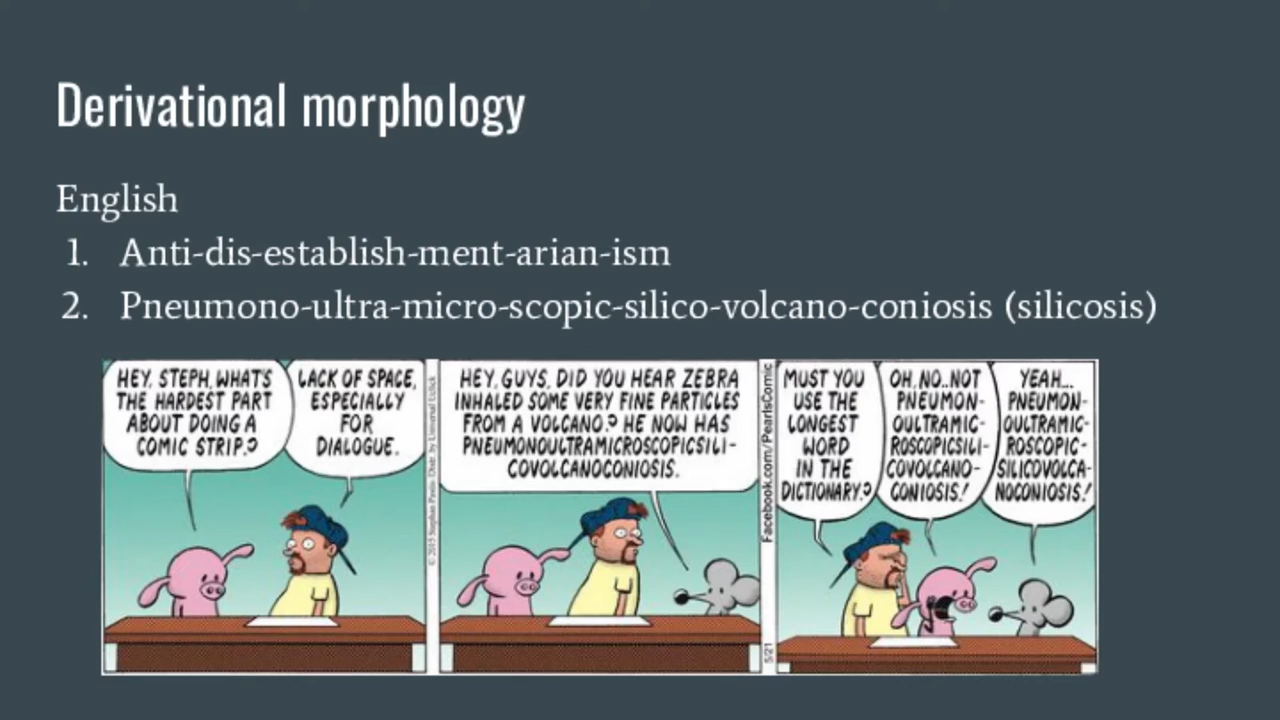 Derivational morphology
English
1. Anti-dis-establish-ment-arian-ism
2. Pneumono-ultra-micro-scopic-silico-volcano-coniosis (silicosis)
HEY, STEPH, WHAT'S
THE HARDEST PART
ABOUT DOING A
COMIC STRIP?
LACK OF SPACE,
ESPECIALLY
FOR
DIALOGUE.
HEY, GUYS, DID YOU HEAR ZEBRA
INHALED SOME VERY FINE PARTICLES
FROM A VOLCANO? HE NOW HAS
PNEUMONOULTRAMICROSCOPICSILI-
COVOLCANOCONIOSIS.
Facebook.com/PearlsComic
5/21
MUST YOU
USE THE
LONGEST
WORD
IN THE
DICTIONARY?
OH, NO..NOT
PNEUMON-
OULTRAMIC-
ROSCOPICSILI-
COVOLCANO-
CONIOSIS!
YEAH...
PNEUMON-
OULTRAMIC-
ROSCOPIC-
SILICOVOLCA-
NOCONIOSIS!